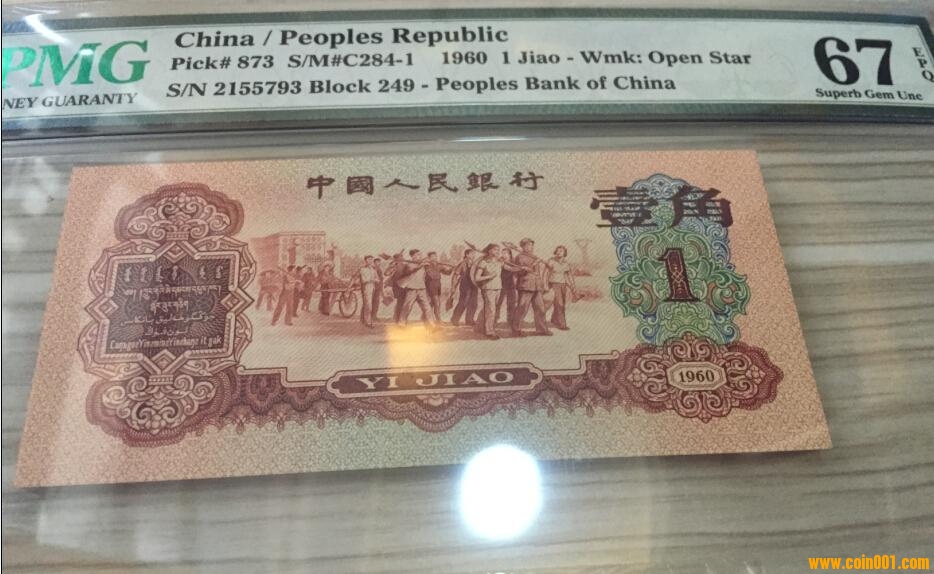 PMG
NEY GUARANTY
China / Peoples Republic
Pick# 873 S/M#C284-1 1960 1 Jiao - Wmk: Open Star
S/N 2155793 Block 249 - Peoples Bank of China
67
EPQ
Superb Gem Unc
中國人民銀行
壹角
1
YI JIAO
1960
www.coin001.com